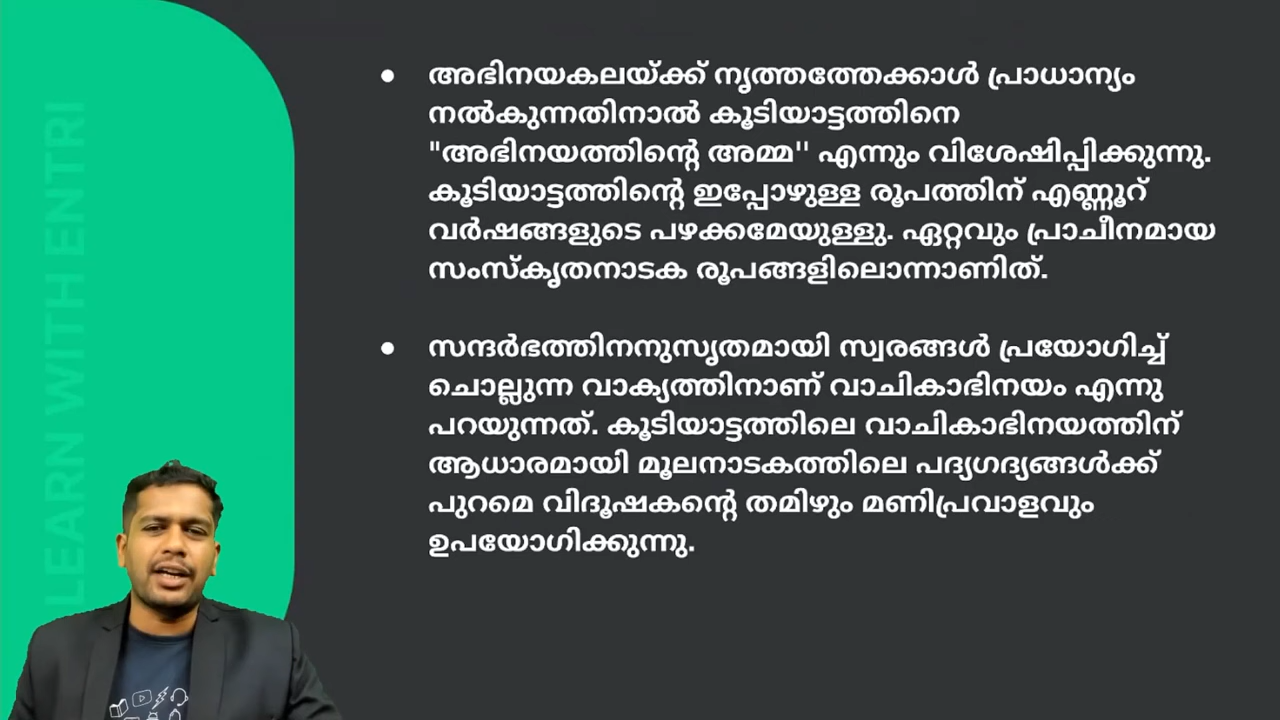 LEARN WITH ENTRI
അഭിനയകലയ്ക്ക് നൃത്തത്തേക്കാൾ പ്രാധാന്യം
നൽകുന്നതിനാൽ കൂടിയാട്ടത്തിനെ
"അഭിനയത്തിന്റെ അമ്മ'' എന്നും വിശേഷിപ്പിക്കുന്നു.
കൂടിയാട്ടത്തിന്റെ ഇപ്പോഴുള്ള രൂപത്തിന് എണ്ണൂറ്
വർഷങ്ങളുടെ പഴക്കമേയുള്ളു. ഏറ്റവും പ്രാചീനമായ
സംസ്കൃതനാടക രൂപങ്ങളിലൊന്നാണിത്.
സന്ദർഭത്തിനനുസൃതമായി സ്വരങ്ങൾ പ്രയോഗിച്ച്
ചൊല്ലുന്ന വാക്യത്തിനാണ് വാചികാഭിനയം എന്നു
പറയുന്നത്. കൂടിയാട്ടത്തിലെ വാചികാഭിനയത്തിന്
ആധാരമായി മൂലനാടകത്തിലെ പദ്യഗദ്യങ്ങൾക്ക്
പുറമെ വിദൂഷകന്റെ തമിഴും മണിപ്രവാളവും
ഉപയോഗിക്കുന്നു.